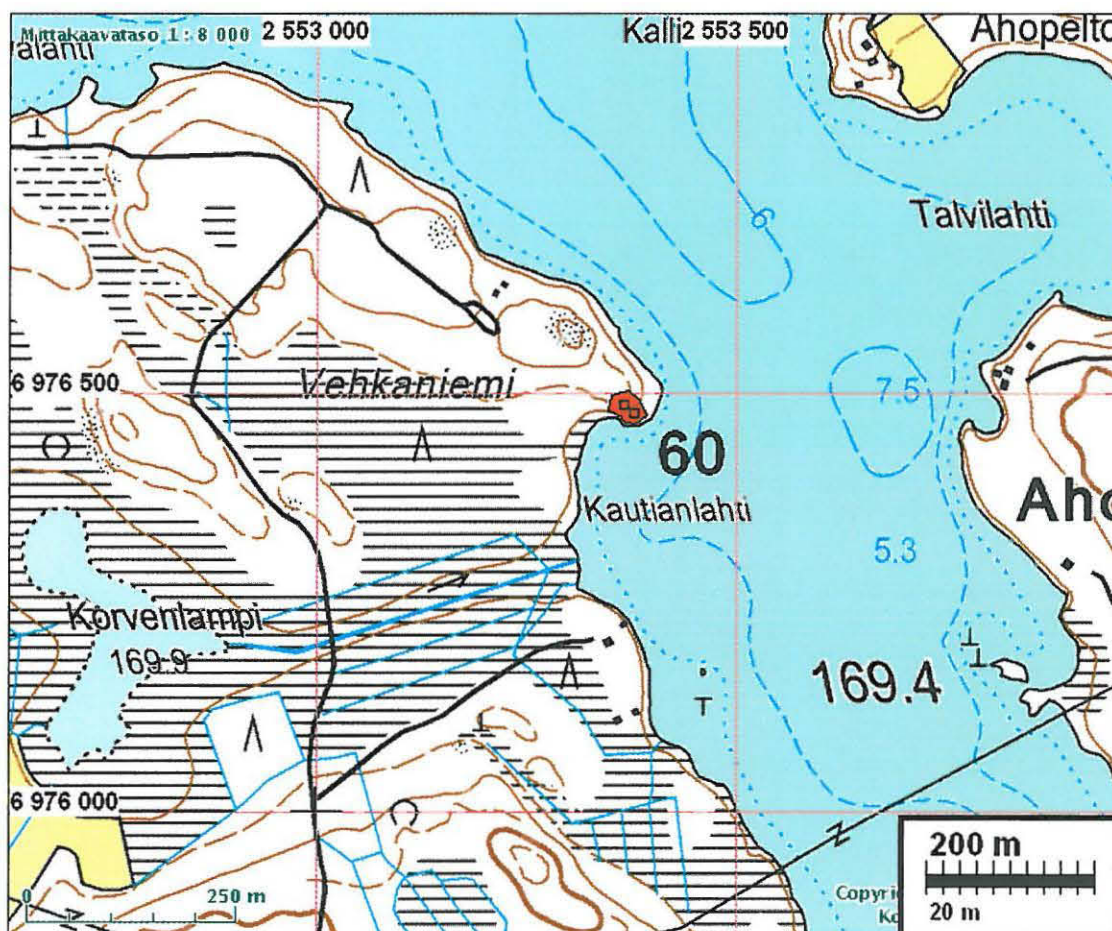 Mittakaavataso 1 : 8 000
2 553 000
Kalli
2 553 500
Ahopelto
valahti
6
Talvilahti
6 976 500
Vehkaniemi
7.5
60
Kautianlahti
Aho
5.3
Korvenlampi
169.9
169.4
6 976 000
200 m
20 m
0
250 m
Copyri
Ko